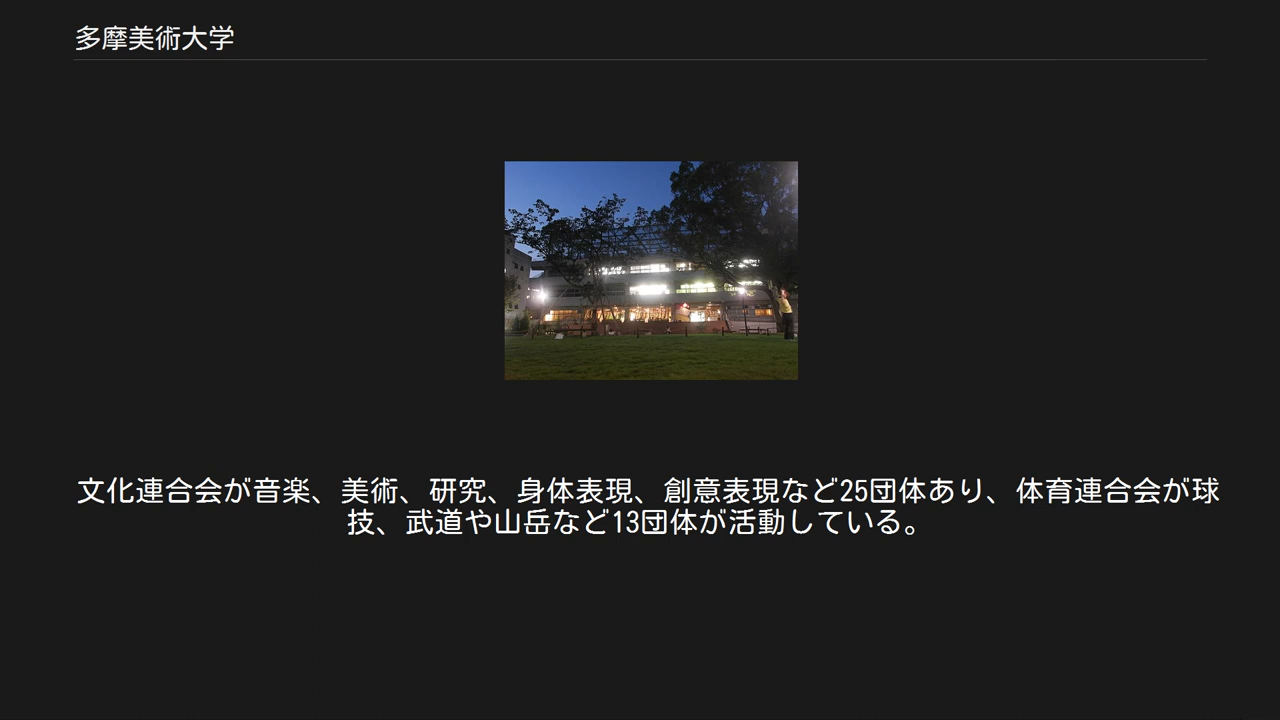 多摩美術大学
文化連合会が音楽、美術、研究、身体表現、創意表現など25団体あり、体育連合会が球
技、武道や山岳など13団体が活動している。